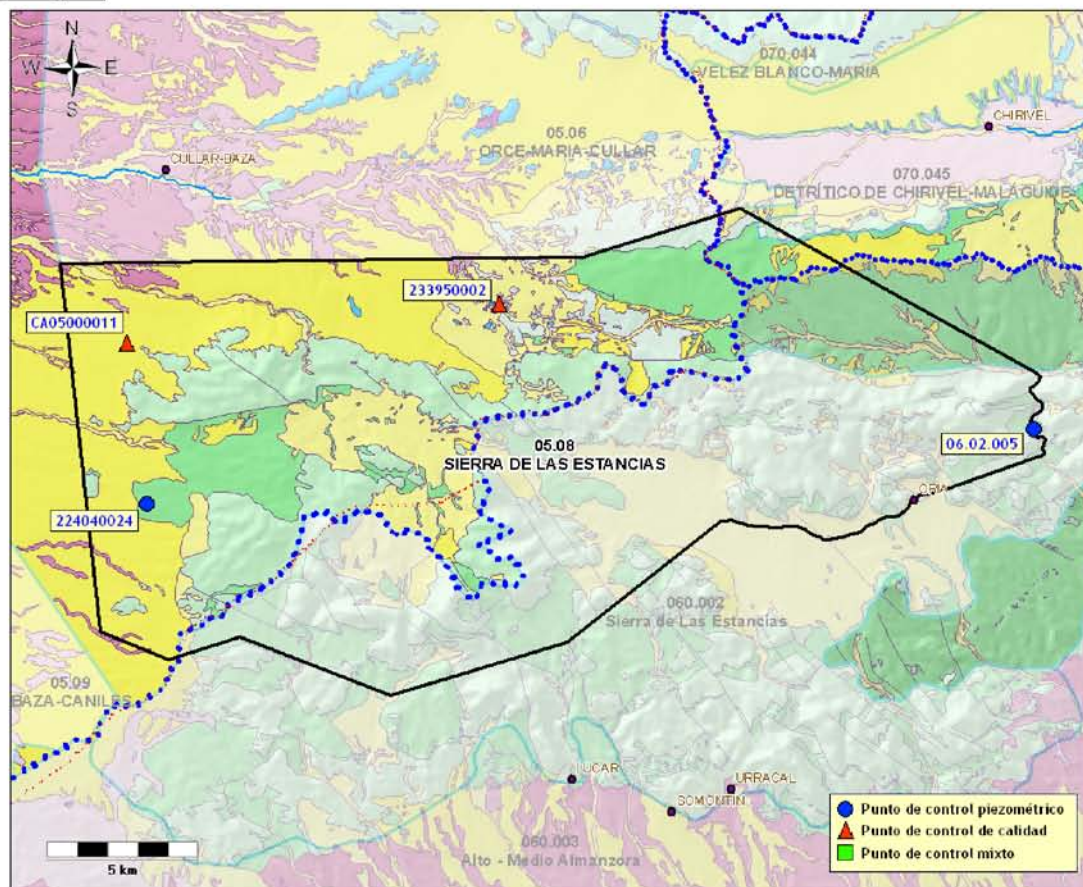 N
W E
S
070.044
VELEZ BLANCO-MARIA
CHIRIVEL
05.06
ORCE-MARIA-CULLAR
CULLAR-BAZA
070.045
DETRÍTICO DE CHIRIVEL-MALAGUIDE
233950002
CA05000011
06.02.005
05.08
SIERRA DE LAS ESTANCIAS
ORIA
224040024
060.002
Sierra de Las Estancias
05.09
BAZA-CANILES
LUCAR
URRACAL
SOMONTIN
060.003
Alto - Medio Almanzora
5 km
Punto de control piezométrico
Punto de control de calidad
Punto de control mixto